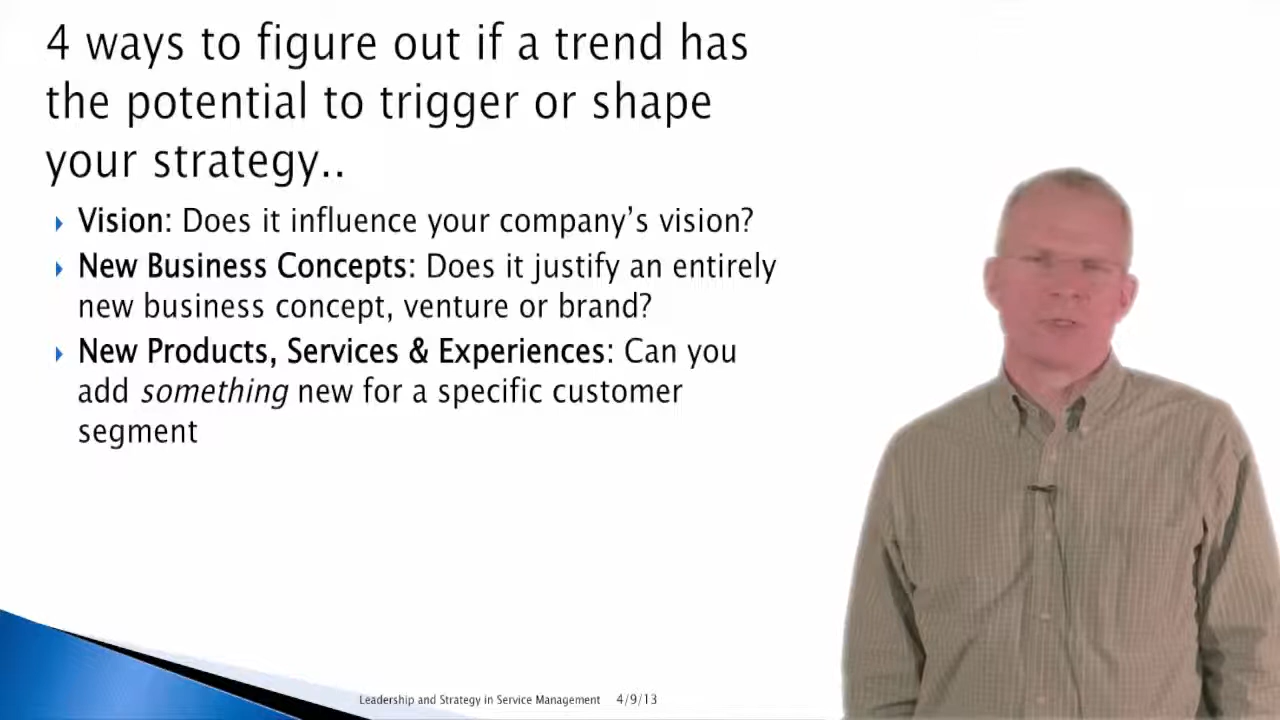 4 ways to figure out if a trend has
the potential to trigger or shape
your strategy..
Vision: Does it influence your company’s vision?
New Business Concepts: Does it justify an entirely
new business concept, venture or brand?
New Products, Services & Experiences: Can you
add something new for a specific customer
segment
Leadership and Strategy in Service Management 4/9/13